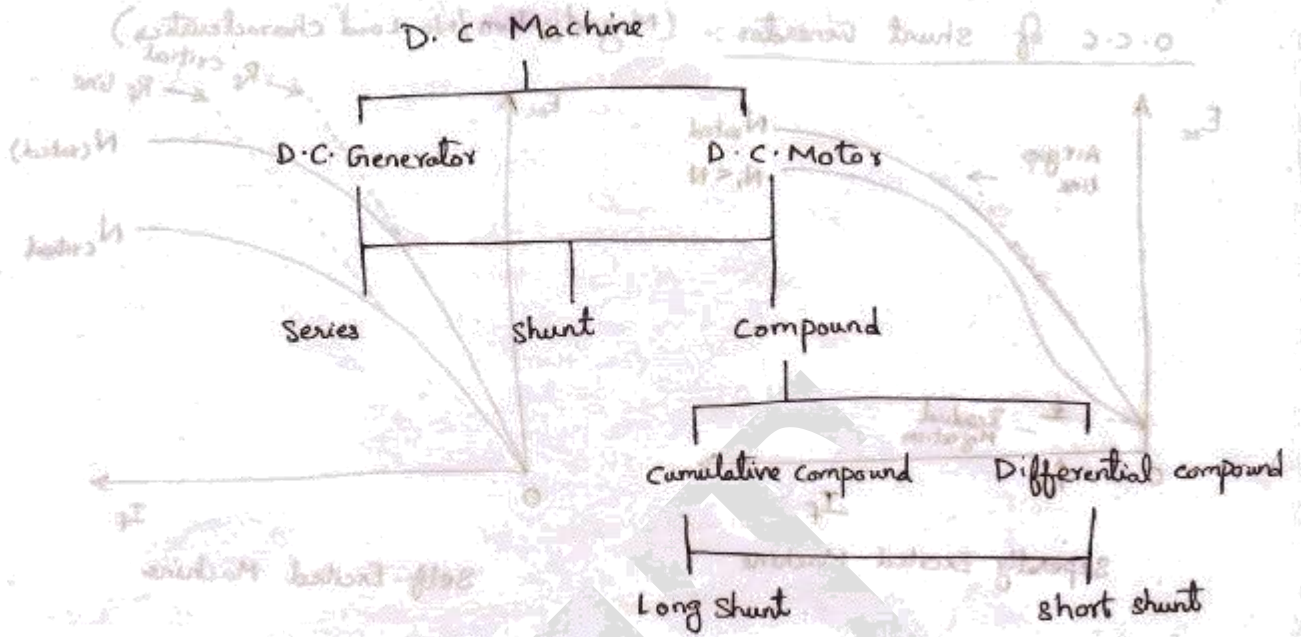 D.C Machine
D.C. Generator D.C. Motor
Series Shunt Compound
Cumulative compound Differential compound
Long Shunt short shunt